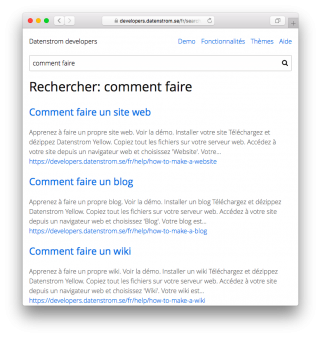 developers.datenstrom.se/fr/sear
Datenstrom developers
Demo Fonctionnalités Thèmes Aide
comment faire
Rechercher: comment faire
Comment faire un site web
Apprenez à faire un propre site web. Voir la démo. Installer votre site Téléchargez et
dézippez Datenstrom Yellow. Copiez tout les fichiers sur votre serveur web. Accédez à
votre site depuis un navigateur web et choisissez 'Website'. Votre...
https://developers.datenstrom.se/fr/help/how-to-make-a-website
Comment faire un blog
Apprenez à faire un propre blog. Voir la démo. Installer un blog Téléchargez et dézippez
Datenstrom Yellow. Copiez tout les fichiers sur votre serveur web. Accédez à votre site
depuis un navigateur web et choisissez 'Blog'. Votre blog est...
https://developers.datenstrom.se/fr/help/how-to-make-a-blog
Comment faire un wiki
Apprenez à faire un propre wiki. Voir la démo. Installer un wiki Téléchargez et dézippez
Datenstrom Yellow. Copiez tout les fichiers sur votre serveur web. Accédez à votre site
depuis un navigateur web et choisissez 'Wiki'. Votre wiki est...
https://developers.datenstrom.se/fr/help/how-to-make-a-wiki